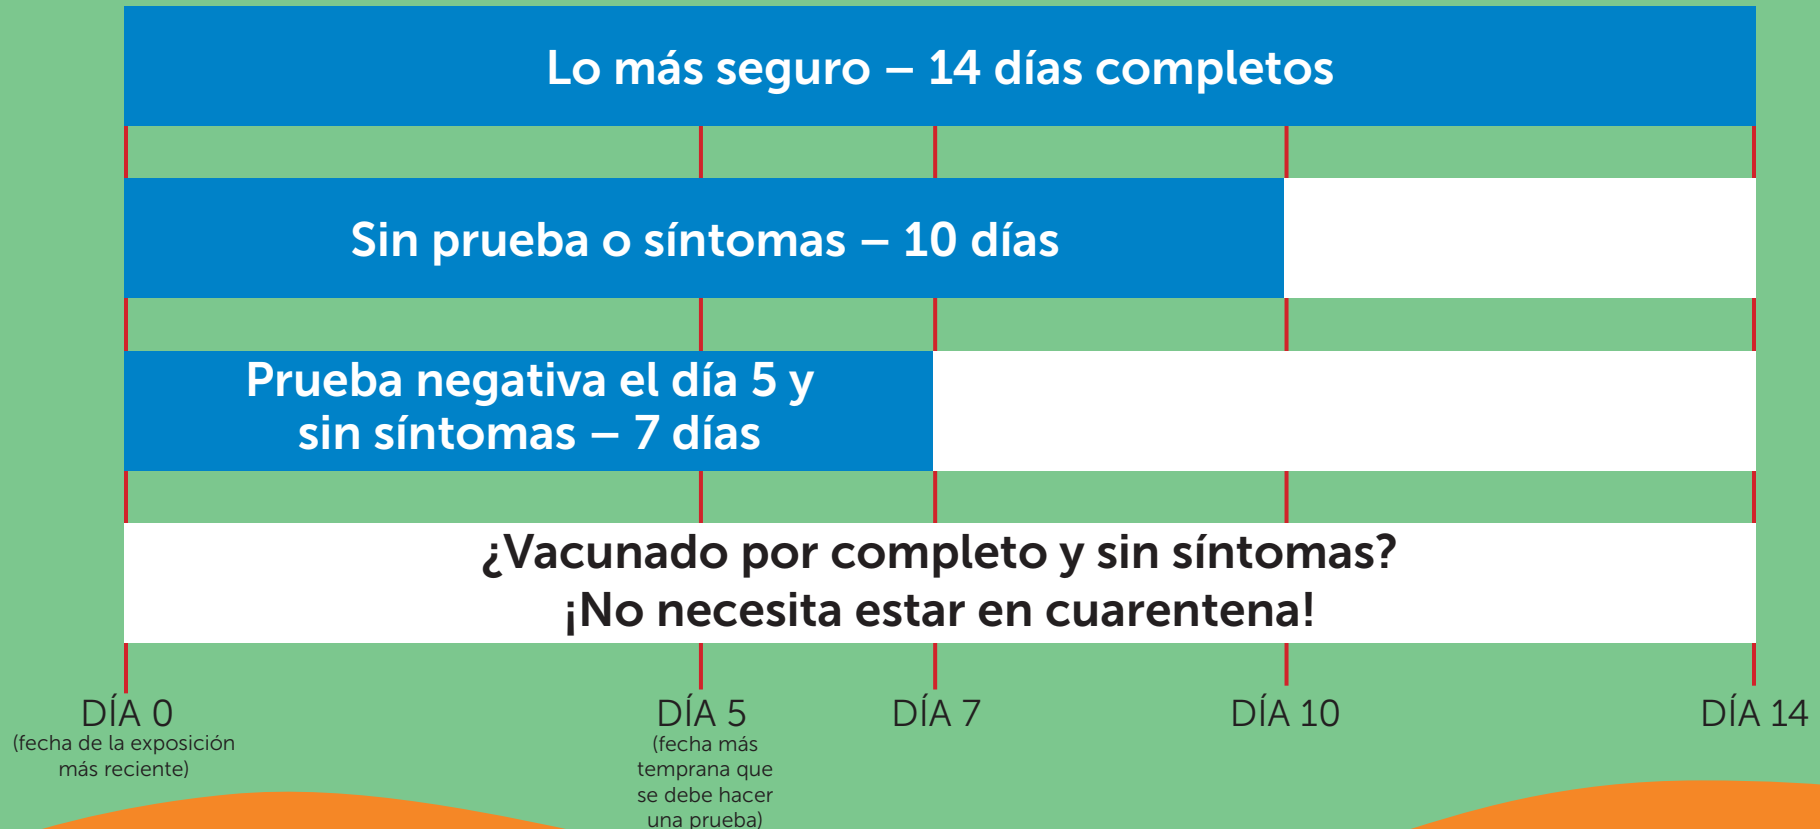 Lo más seguro – 14 días completos
Sin prueba o síntomas – 10 días
Prueba negativa el día 5 y
sin síntomas – 7 días
¿Vacunado por completo y sin síntomas?
¡No necesita estar en cuarentena!
DÍA 0
(fecha de la exposición
más reciente)
DÍA 5
(fecha más
temprana que
se debe hacer
una prueba)
DÍA 7
DÍA 10
DÍA 14